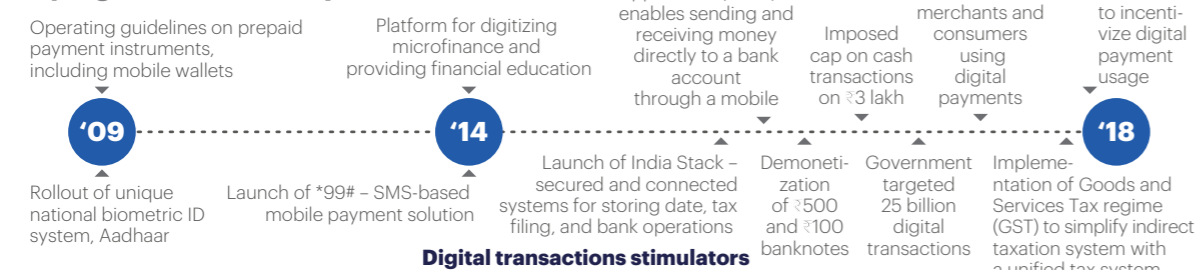 Operating guidelines on prepaid
payment instruments,
including mobile wallets
Platform for digitizing
microfinance and
providing financial education
enables sending and
receiving money
directly to a bank
account
through a mobile
Imposed
cap on cash
transactions
on ₹3 lakh
merchants and
consumers
using
digital
payments
to incenti-
vize digital
payment
usage
‘09
‘14
‘18
Rollout of unique
national biometric ID
system, Aadhaar
Launch of *99# – SMS-based
mobile payment solution
Launch of India Stack –
secured and connected
systems for storing date, tax
filing, and bank operations
Demoneti-
zation
of ₹500
and ₹100
banknotes
Government
targeted
25 billion
digital
transactions
Impleme-
ntation of Goods and
Services Tax regime
(GST) to simplify indirect
taxation system with
a unified tax system
Digital transactions stimulators